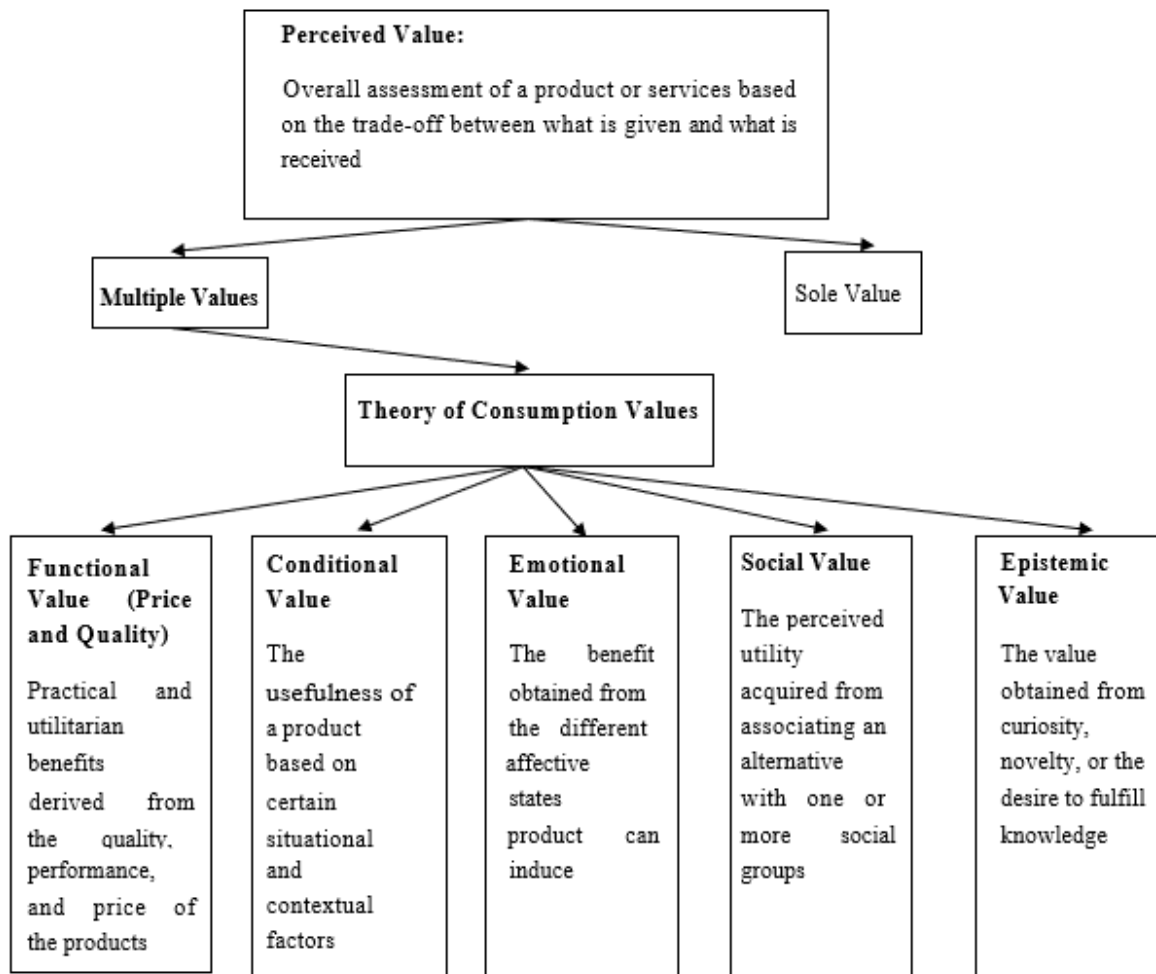 Perceived Value:
Overall assessment of a product or services based
on the trade-off between what is given and what is
received
Multiple Values
Sole Value
Theory of Consumption Values
Functional
Value (Price
and Quality)
Practical and
utilitarian
benefits
derived from
the quality,
performance,
and price of
the products
Conditional
Value
The
usefulness of
a product
based on
certain
situational
and
contextual
factors
Emotional
Value
The benefit
obtained from
the different
affective
states
product can
induce
Social Value
The perceived
utility
acquired from
associating an
alternative
with one or
more social
groups
Epistemic
Value
The value
obtained from
curiosity,
novelty, or the
desire to fulfill
knowledge